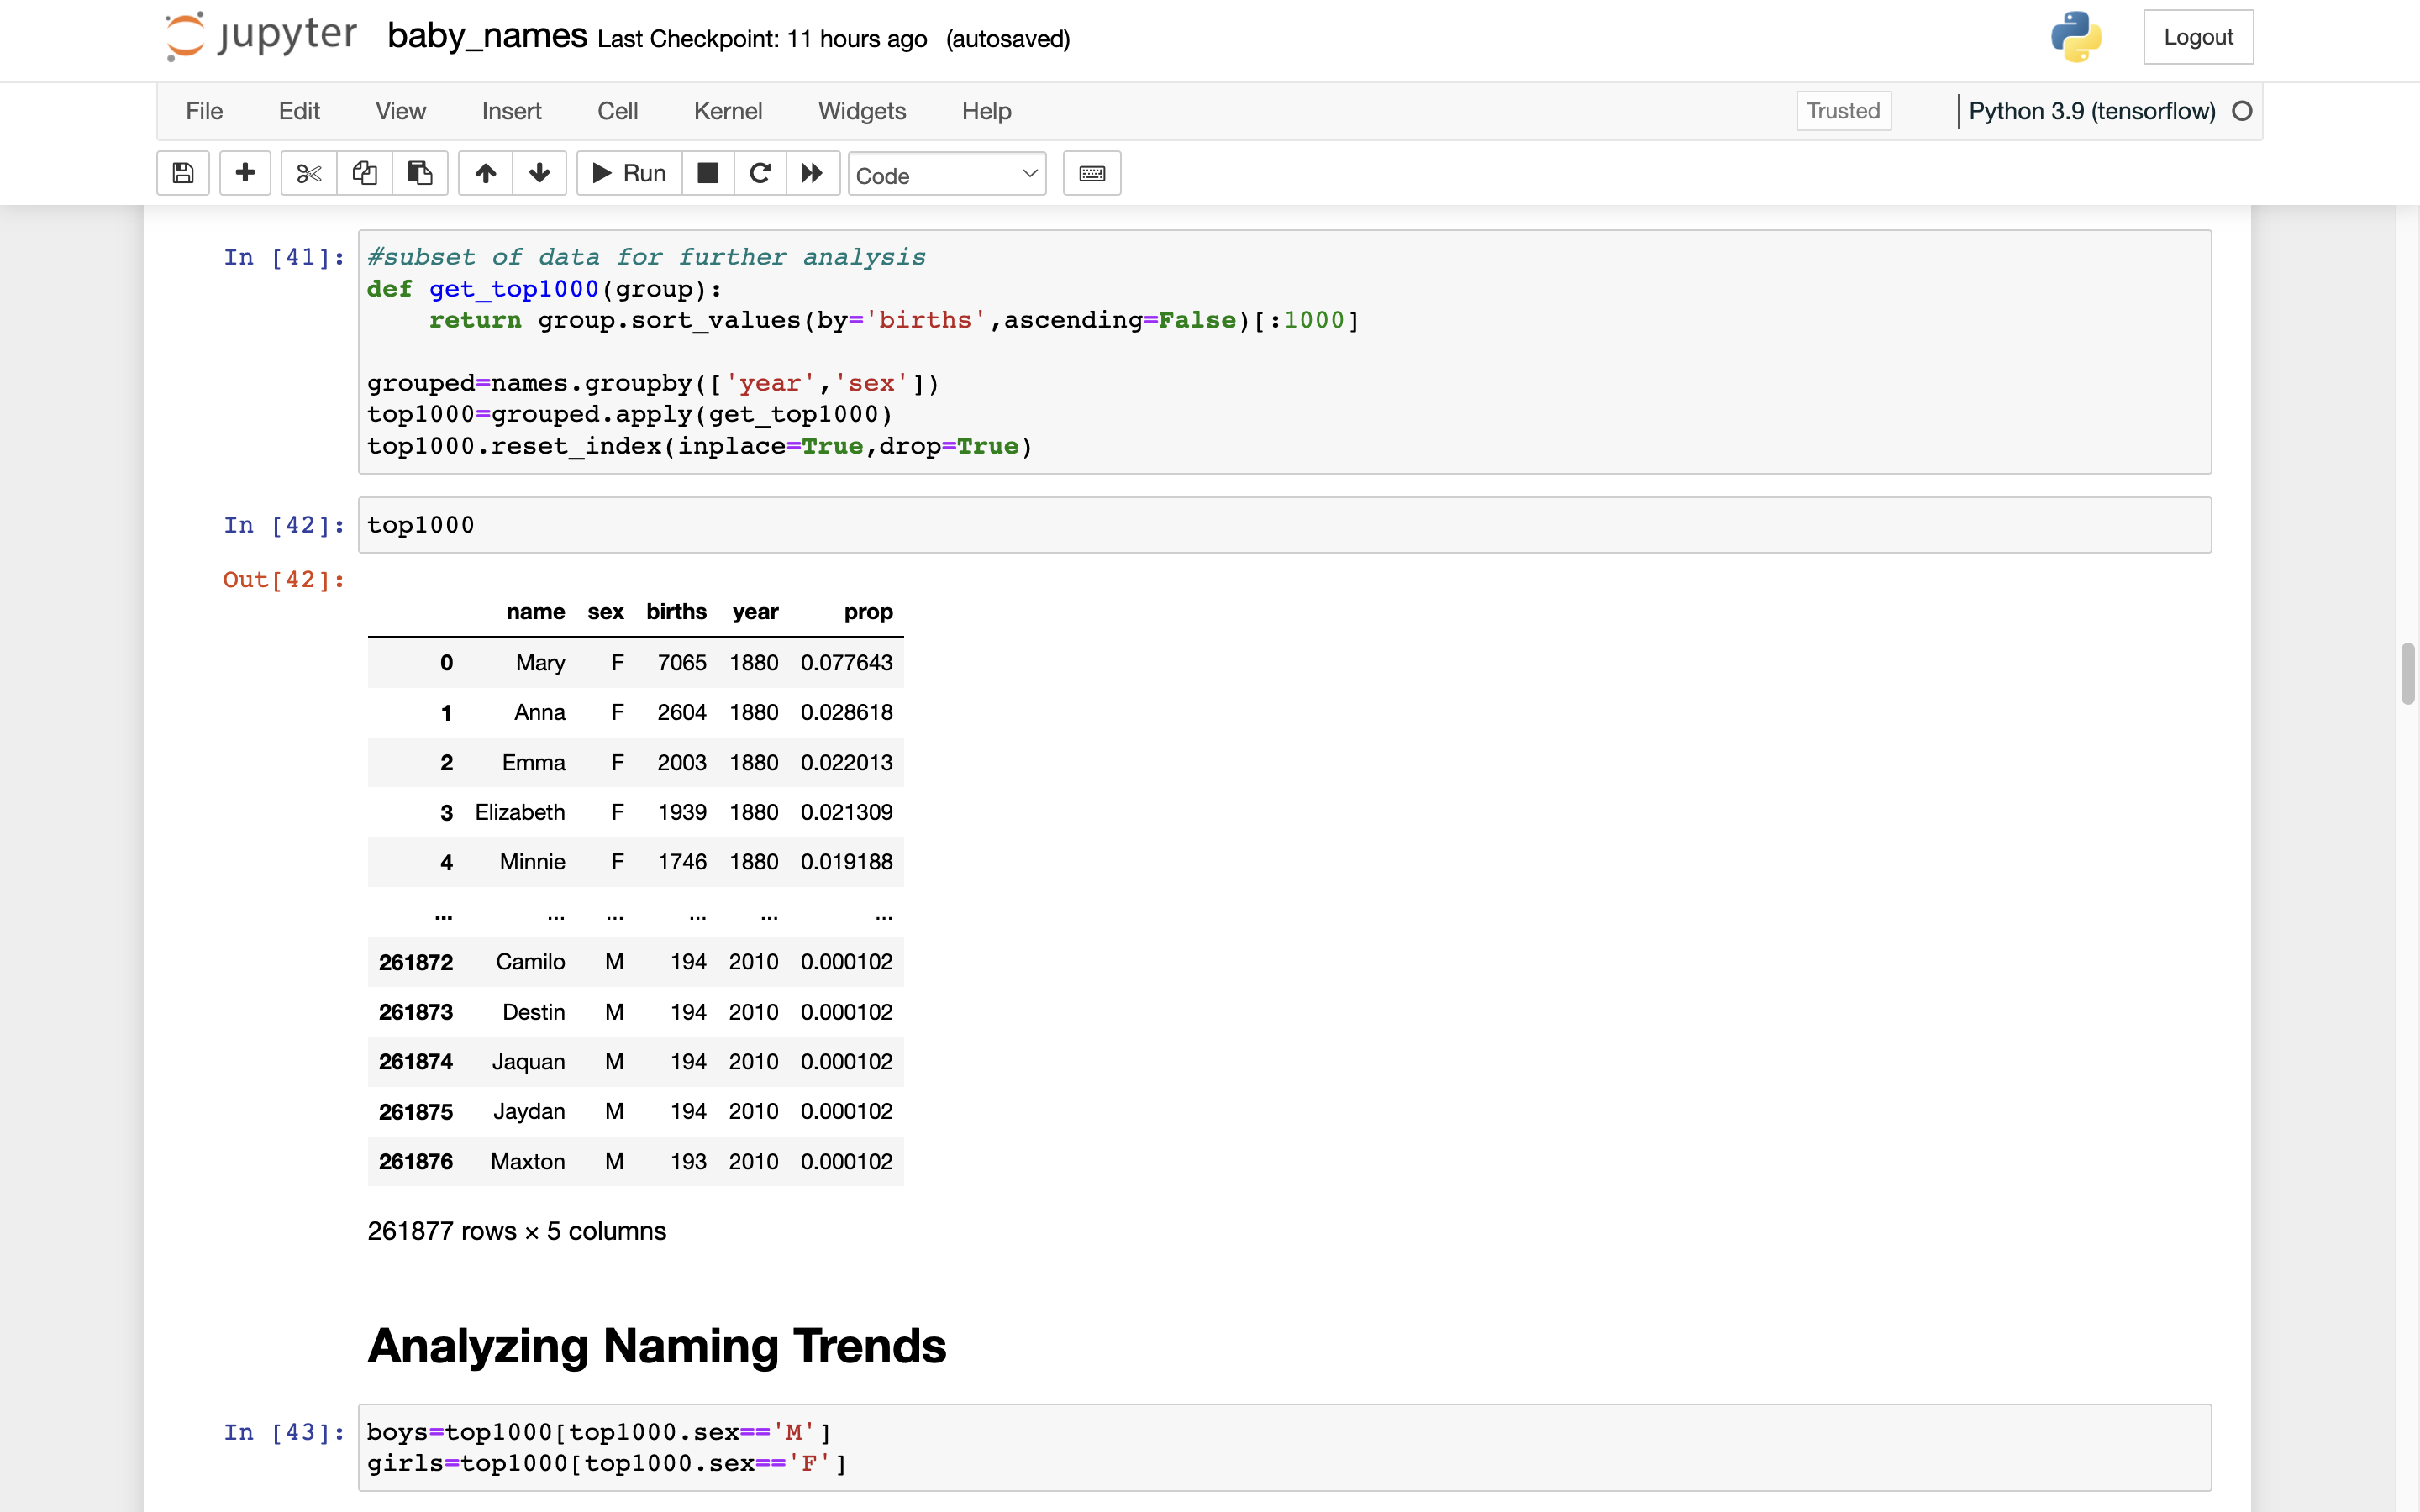 jupyter baby_names Last Checkpoint: 11 hours ago (autosaved) Logout
File Edit View Insert Cell Kernel Widgets Help Trusted Python 3.9 (tensorflow)
Run Code
In [41]: #subset of data for further analysis
def get_top1000(group):
    return group.sort_values(by='births',ascending=False)[:1000]
grouped=names.groupby(['year','sex'])
top1000=grouped.apply(get_top1000)
top1000.reset_index(inplace=True,drop=True)
In [42]: top1000
Out[42]:
name sex births year prop
0 Mary F 7065 1880 0.077643
1 Anna F 2604 1880 0.028618
2 Emma F 2003 1880 0.022013
3 Elizabeth F 1939 1880 0.021309
4 Minnie F 1746 1880 0.019188
... ... ... ... ... ...
261872 Camilo M 194 2010 0.000102
261873 Destin M 194 2010 0.000102
261874 Jaquan M 194 2010 0.000102
261875 Jaydan M 194 2010 0.000102
261876 Maxton M 193 2010 0.000102
261877 rows × 5 columns
Analyzing Naming Trends
In [43]: boys=top1000[top1000.sex=='M']
girls=top1000[top1000.sex=='F']